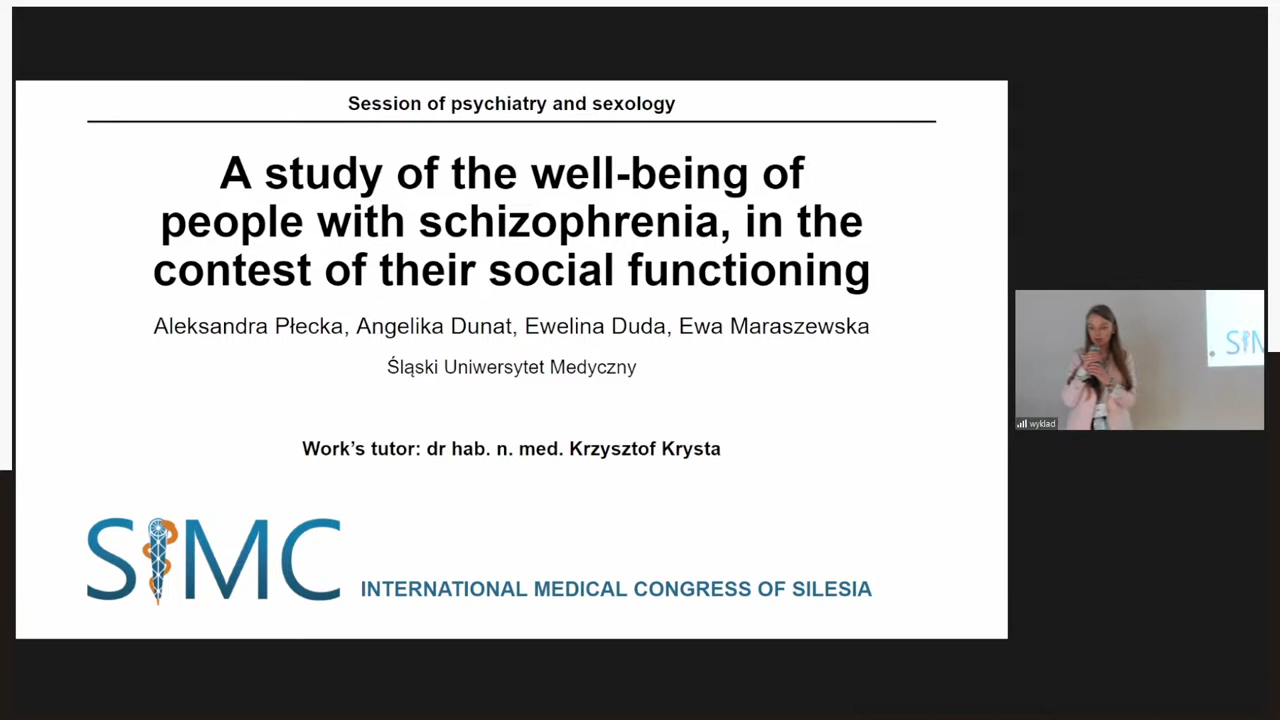 Session of psychiatry and sexology
A study of the well-being of
people with schizophrenia, in the
contest of their social functioning
Aleksandra Płecka, Angelika Dunat, Ewelina Duda, Ewa Maraszewska
Śląski Uniwersytet Medyczny
Work's tutor: dr hab. n. med. Krzysztof Krysta
SIMC
INTERNATIONAL MEDICAL CONGRESS OF SILESIA
SIM
wyklad